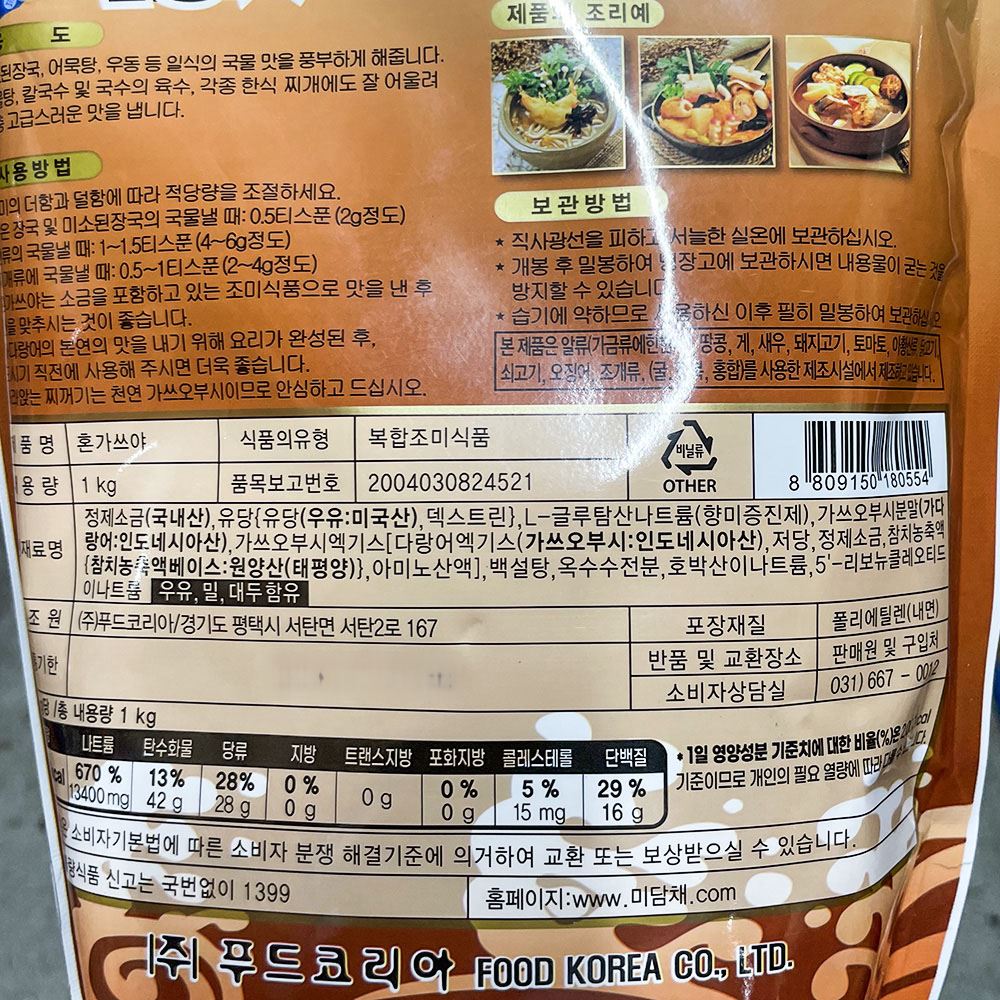 도
된장국, 어묵탕, 우동 등 일식의 국물 맛을 풍부하게 해줍니다.
칼국수 및 국수의 육수, 각종 한식 찌개에도 잘 어울려
고급스러운 맛을 냅니다.
사용방법
더함과 덜함에 따라 적당량을 조절하세요.
장국 및 미소된장국의 국물낼 때: 0.5티스푼 (2g정도)
국물낼 때: 1~1.5티스푼 (4~6g정도)
국물낼 때: 0.5~1티스푼 (2~4g정도)
소금을 포함하고 있는 조미식품으로 맛을 낸 후
맞추시는 것이 좋습니다.
본연의 맛을 내기 위해 요리가 완성된 후,
직전에 사용해 주시면 더욱 좋습니다.
찌꺼기는 천연 가쓰오부시이므로 안심하고 드십시오.
조리예
보관방법
★ 직사광선을 피하고 서늘한 실온에 보관하십시오.
★ 개봉 후 밀봉하여 냉장고에 보관하시면 내용물이 굳는 것을
방지할 수 있습니다
★ 습기에 약하므로 이후 필히 밀봉하여 보관하십시오
본 제품은 알류(가금류에한함), 땅콩, 게, 새우, 돼지고기, 토마토, 아황산류, 닭고기,
쇠고기, 오징어, 조개류, 홍합)를 사용한 제조시설에서 제조하고 있습니다.
품 명 혼가쓰야 식품의유형 복합조미식품
용 량 1 kg 품목보고번호 2004030824521
비닐류
OTHER
8 809150 180554
재료명 정제소금(국내산), 유당{유당(우유:미국산), 덱스트린}, L-글루탐산나트륨(향미증진제), 가쓰오부시분말(가다
랑어:인도네시아산), 가쓰오부시엑기스[다랑어엑기스(가쓰오부시:인도네시아산), 저당, 정제소금, 참치농축액
{참치농축액베이스:원양산(태평양)}, 아미노산액], 백설탕, 옥수수전분, 호박산이나트륨, 5'-리보뉴클레오티드
이나트륨 우유, 밀, 대두 함유
조 원 (주)푸드코리아/경기도 평택시 서탄면 서탄2로 167
포장재질 폴리에틸렌(내면)
반품 및 교환장소 판매원 및 구입처
소비자상담실 031) 667 - 0012
/총 내용량 1 kg
나트륨 탄수화물 당류 지방 트랜스지방 포화지방 콜레스테롤 단백질
670 % 13% 28% 0 % 0 % 5 % 29 %
13400 mg 42 g 28 g 0 g 0 g 0 g 15 mg 16 g
* 1일 영양성분 기준치에 대한 비율(%)은
기준이므로 개인의 필요 열량에 따라
소비자기본법에 따른 소비자 분쟁 해결기준에 의거하여 교환 또는 보상받으실 수 있습니다.
량식품 신고는 국번없이 1399
홈페이지:www.미담채.com
(주) 푸드코리아 FOOD KOREA CO., LTD.